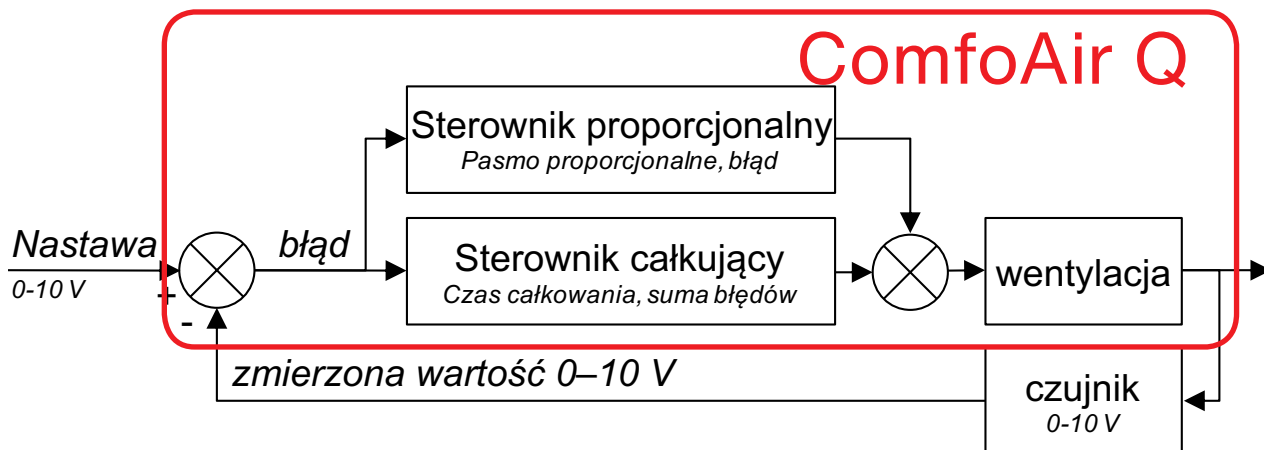 ComfoAir Q
Sterownik proporcjonalny
Pasmo proporcjonalne, błąd
Nastawa
0-10 V
+
-
błąd
Sterownik całkujący
Czas całkowania, suma błędów
wentylacja
zmierzona wartość 0–10 V
czujnik
0-10 V